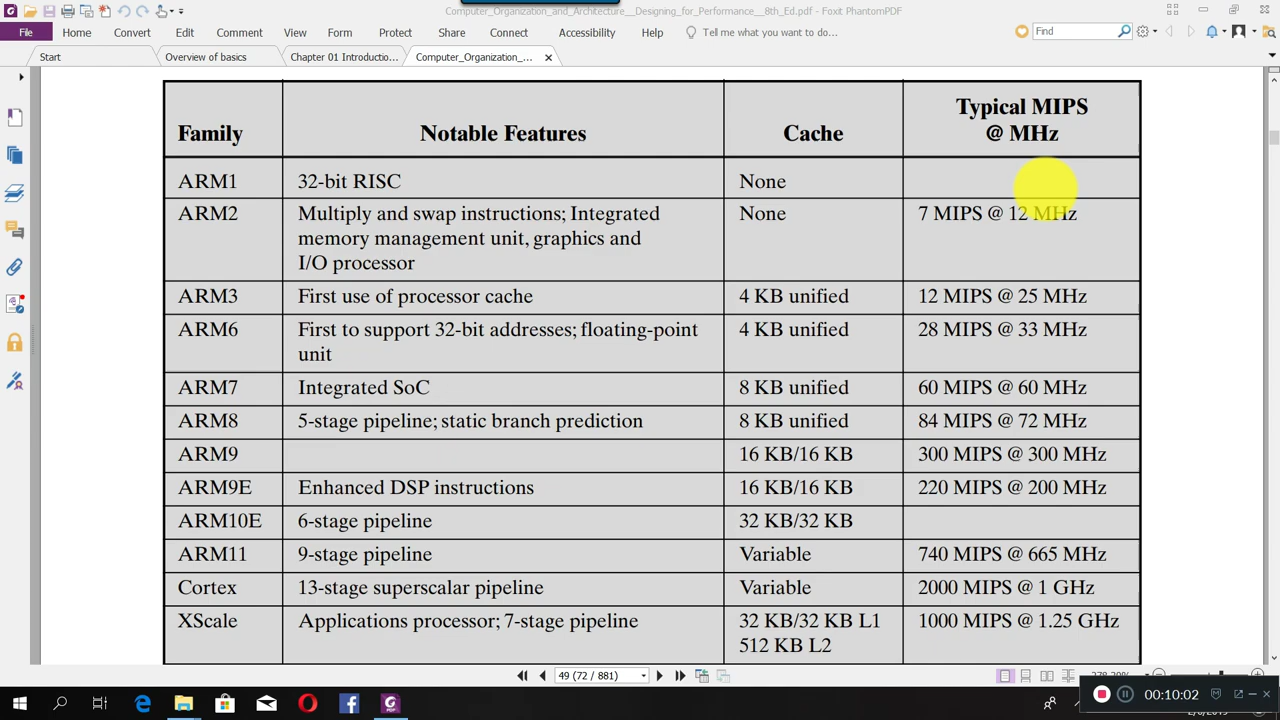 Computer_Organization_and_Architecture__Designing_for_Performance__8th_Ed.pdf - Foxit PhantomPDF
File Home Convert Edit Comment View Form Protect Share Connect Accessibility Help Tell me what you want to do... Find
Start Overview of basics Chapter 01 Introductio... Computer_Organization_...
Typical MIPS
Family Notable Features Cache @ MHz
ARM1 32-bit RISC None
ARM2 Multiply and swap instructions; Integrated None 7 MIPS @ 12 MHz
memory management unit, graphics and
I/O processor
ARM3 First use of processor cache 4 KB unified 12 MIPS @ 25 MHz
ARM6 First to support 32-bit addresses; floating-point 4 KB unified 28 MIPS @ 33 MHz
unit
ARM7 Integrated SoC 8 KB unified 60 MIPS @ 60 MHz
ARM8 5-stage pipeline; static branch prediction 8 KB unified 84 MIPS @ 72 MHz
ARM9 16 KB/16 KB 300 MIPS @ 300 MHz
ARM9E Enhanced DSP instructions 16 KB/16 KB 220 MIPS @ 200 MHz
ARM10E 6-stage pipeline 32 KB/32 KB
ARM11 9-stage pipeline Variable 740 MIPS @ 665 MHz
Cortex 13-stage superscalar pipeline Variable 2000 MIPS @ 1 GHz
XScale Applications processor; 7-stage pipeline 32 KB/32 KB L1 1000 MIPS @ 1.25 GHz
512 KB L2
49 (72 / 881)
00:10:02